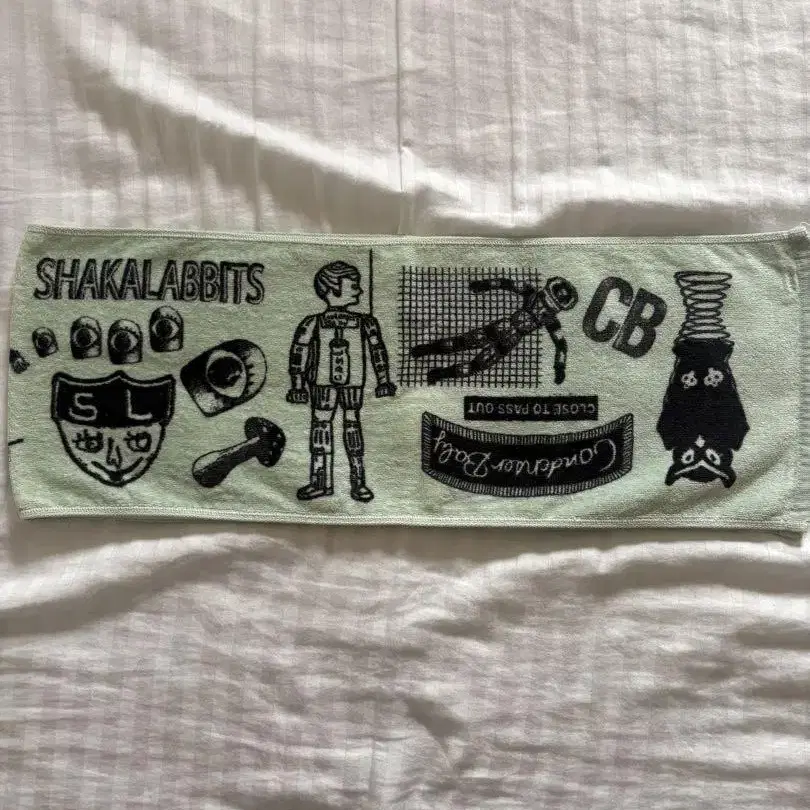 SHAKALABBITS
S L
CB
CLOSE TO PASS OUT
Condenser Baby